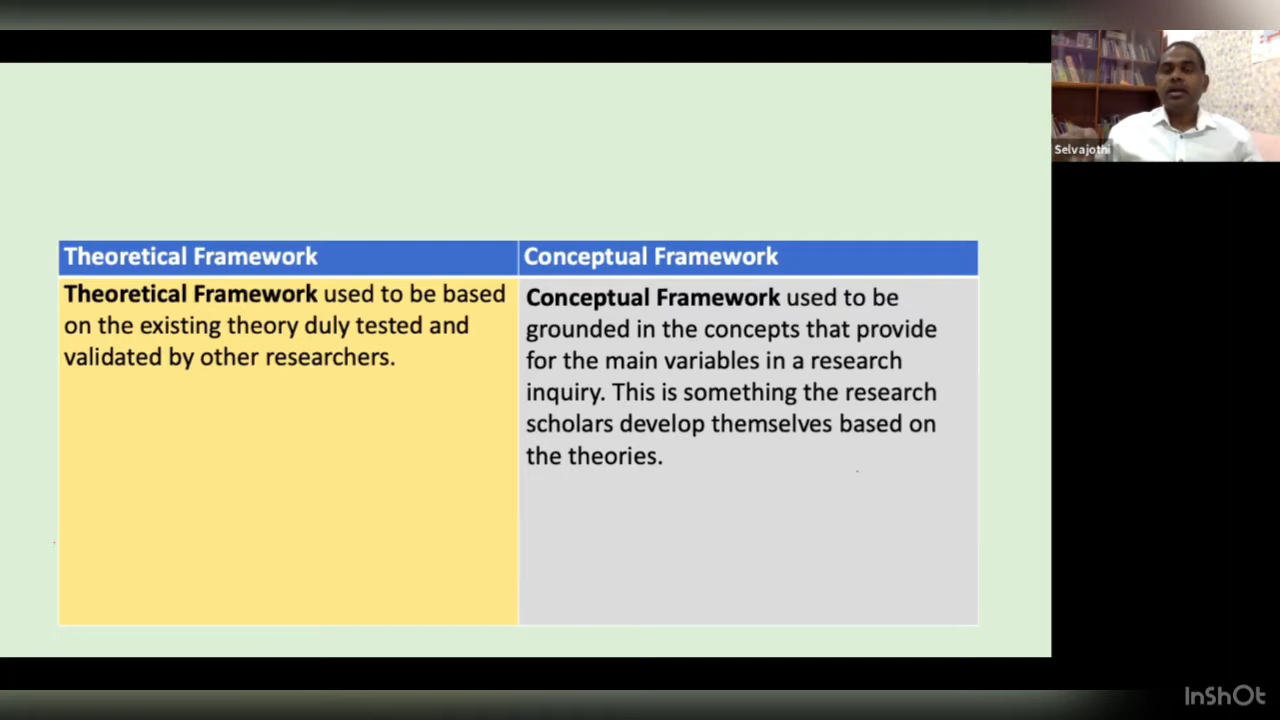 Selvajothi
Theoretical Framework
Conceptual Framework
Theoretical Framework used to be based
on the existing theory duly tested and
validated by other researchers.
Conceptual Framework used to be
grounded in the concepts that provide
for the main variables in a research
inquiry. This is something the research
scholars develop themselves based on
the theories.
InShOt